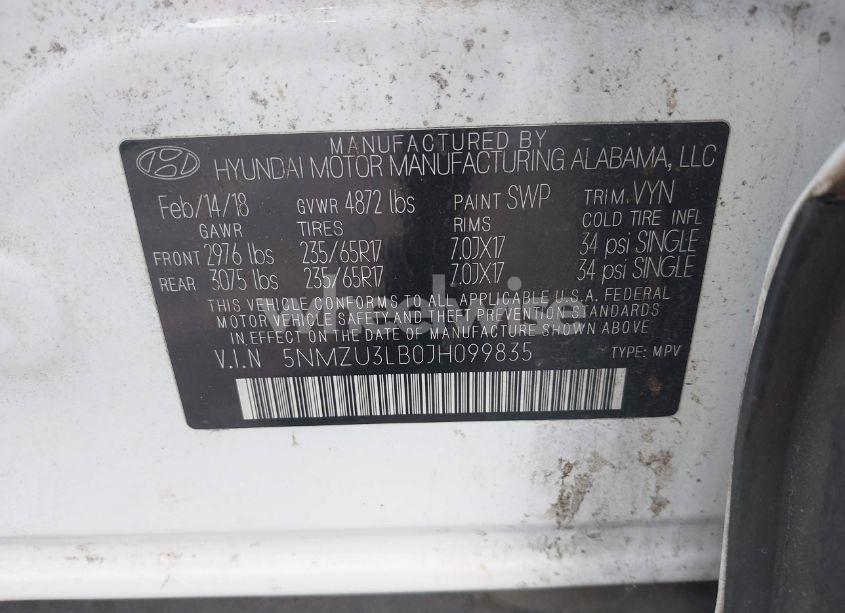 MANUFACTURED BY
HYUNDAI MOTOR MANUFACTURING ALABAMA, LLC
Feb/14/18 GVWR 4872 lbs PAINT SWP TRIM VYN
GAWR TIRES RIMS COLD TIRE INFL
FRONT 2976 lbs 235/65R17 7.0JX17 34 psi SINGLE
REAR 3075 lbs 235/65R17 7.0JX17 34 psi SINGLE
THIS VEHICLE CONFORMS TO ALL APPLICABLE U.S.A. FEDERAL
MOTOR VEHICLE SAFETY AND THEFT PREVENTION STANDARDS
IN EFFECT ON THE DATE OF MANUFACTURE SHOWN ABOVE.
V.I.N 5NMZU3LB0JH099835 TYPE: MPV